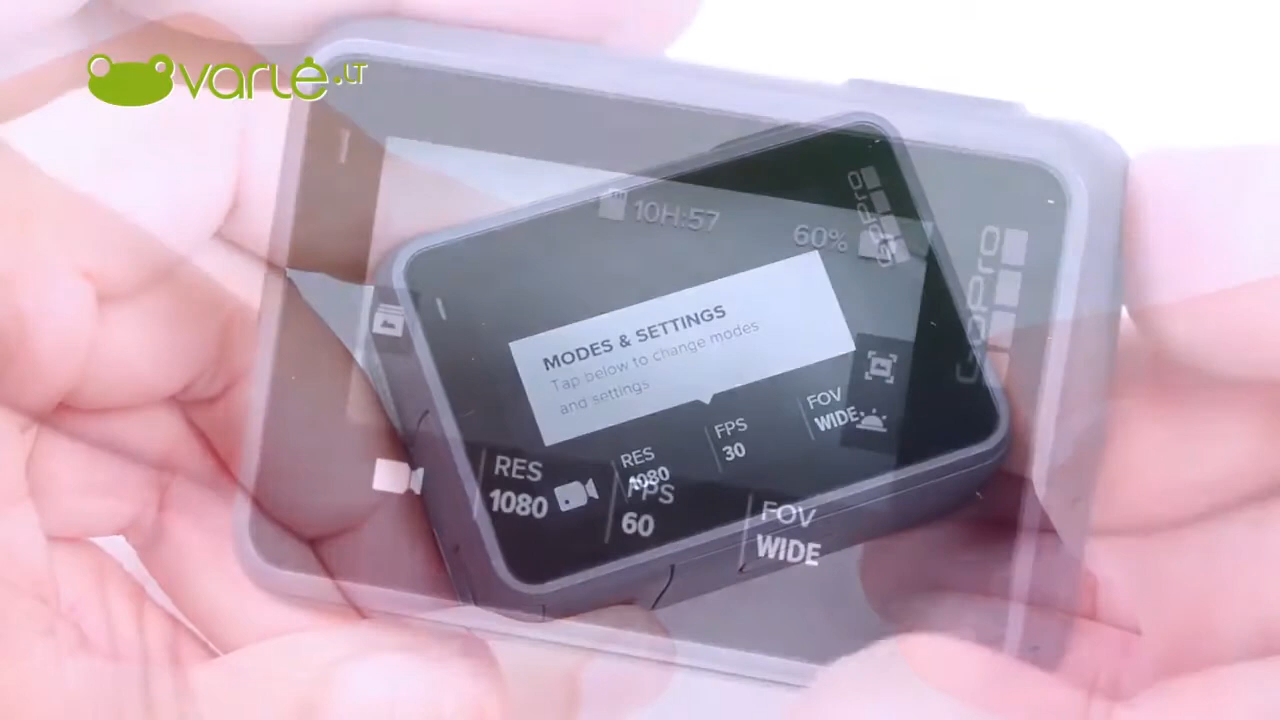 varlė.LT
10H:57
60%
GoPro
GoPro
MODES & SETTINGS
Tap below to change modes
and settings
RES
1080
FPS
30
FOV
WIDE
RES
1080
FPS
60
FOV
WIDE